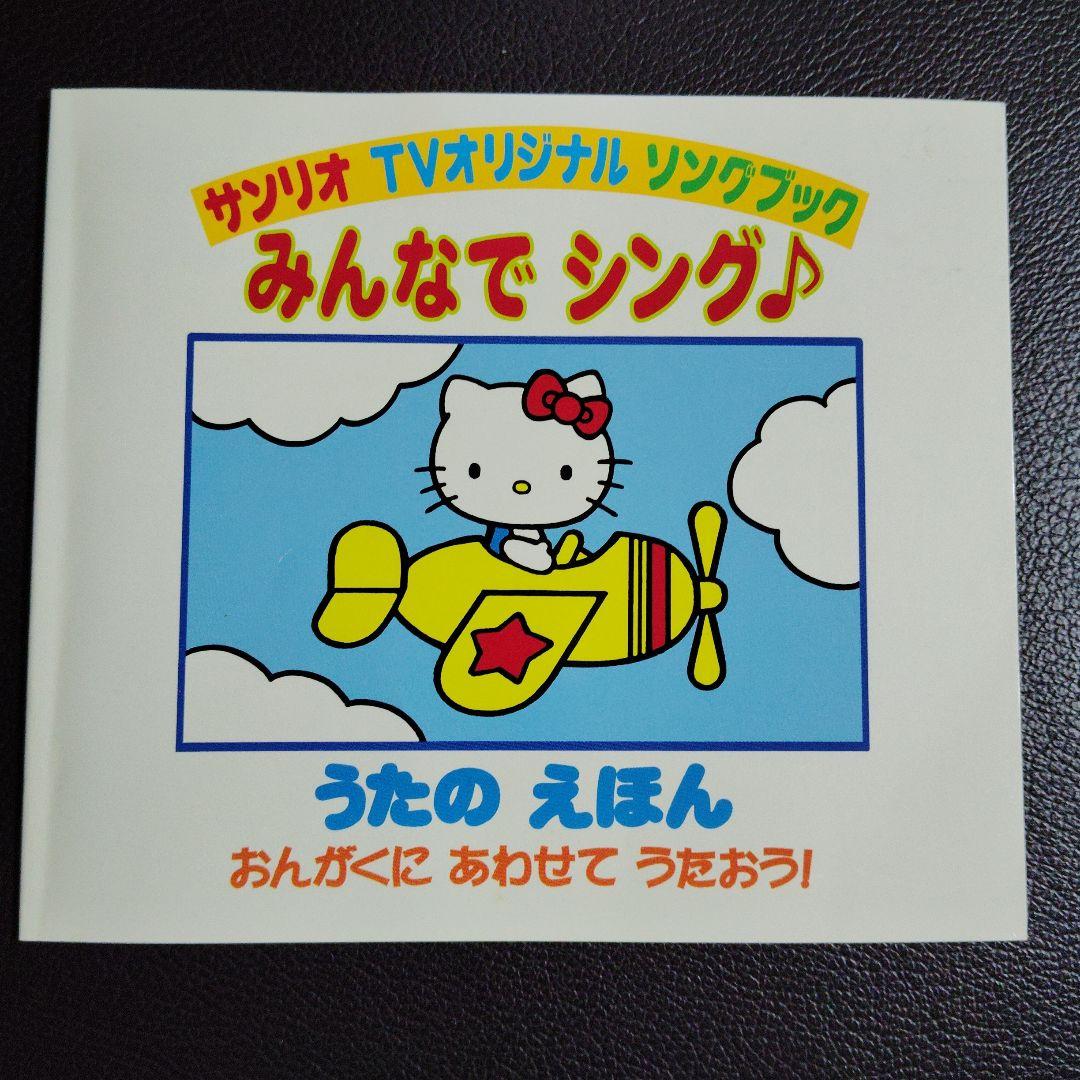 サンリオ TVオリジナル ソングブック
みんなで シング♪
うたの えほん
おんがくに あわせて うたおう!